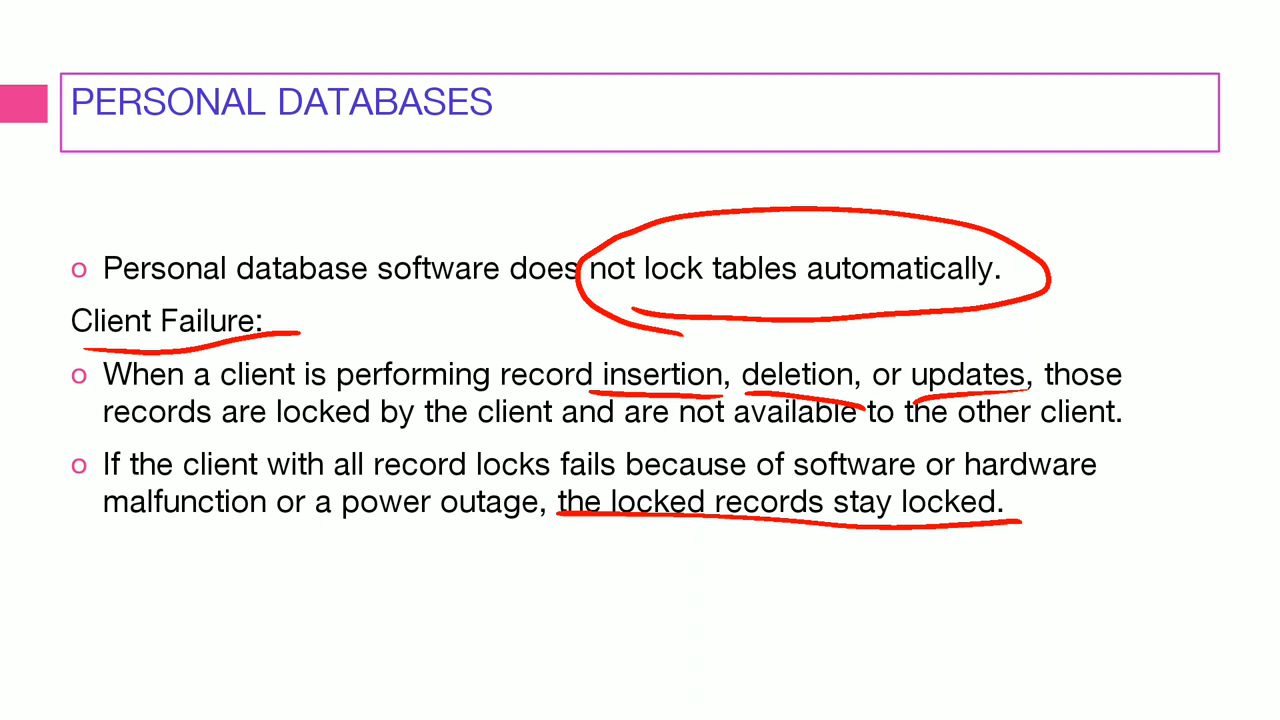 PERSONAL DATABASES
o Personal database software does not lock tables automatically.
Client Failure:
o When a client is performing record insertion, deletion, or updates, those
records are locked by the client and are not available to the other client.
o If the client with all record locks fails because of software or hardware
malfunction or a power outage, the locked records stay locked.